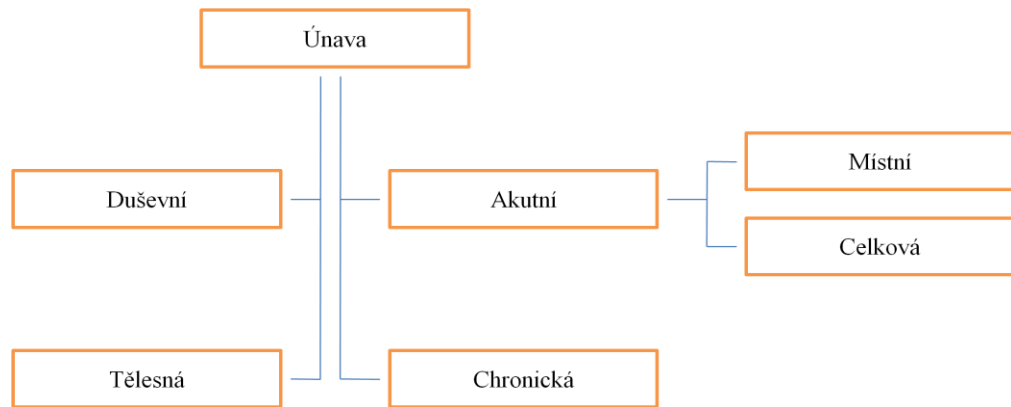 Únava
Duševní
Akutní
Místní
Celková
Tělesná
Chronická